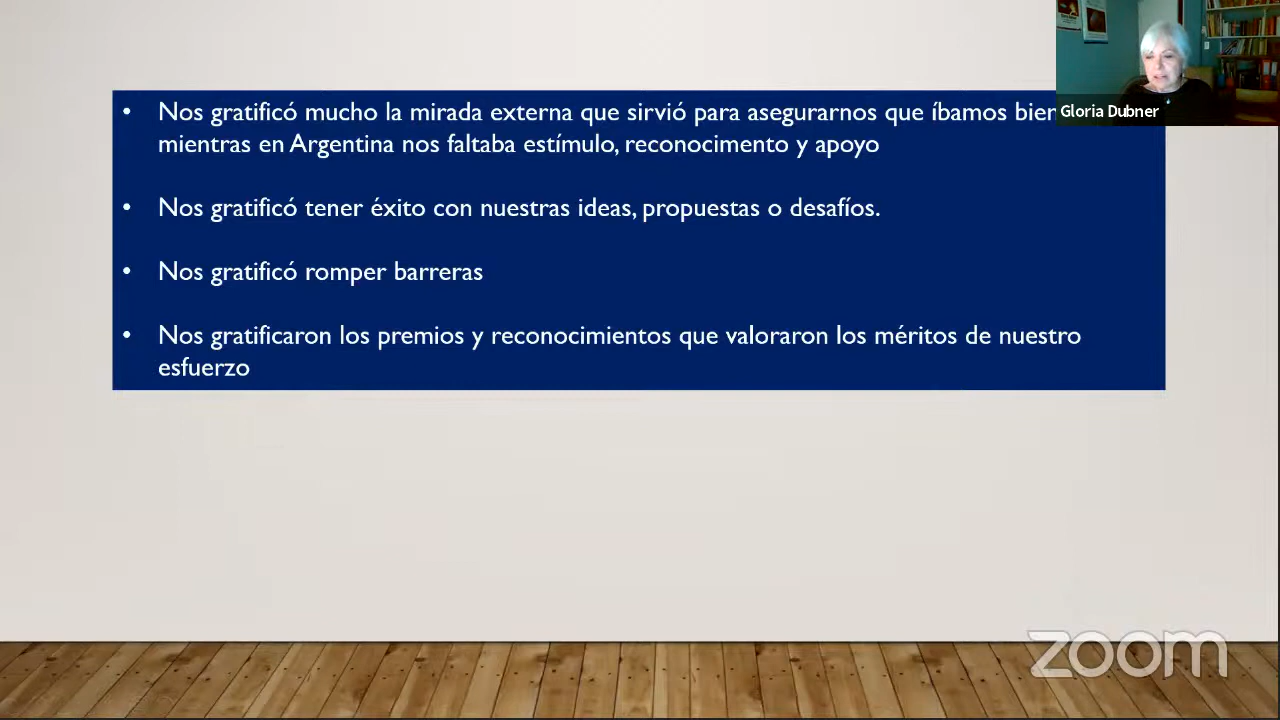 • Nos gratificó mucho la mirada externa que sirvió para asegurarnos que íbamos bien
mientras en Argentina nos faltaba estímulo, reconocimento y apoyo
• Nos gratificó tener éxito con nuestras ideas, propuestas o desafíos.
• Nos gratificó romper barreras
• Nos gratificaron los premios y reconocimientos que valoraron los méritos de nuestro
esfuerzo
Gloria Dubner
zoom